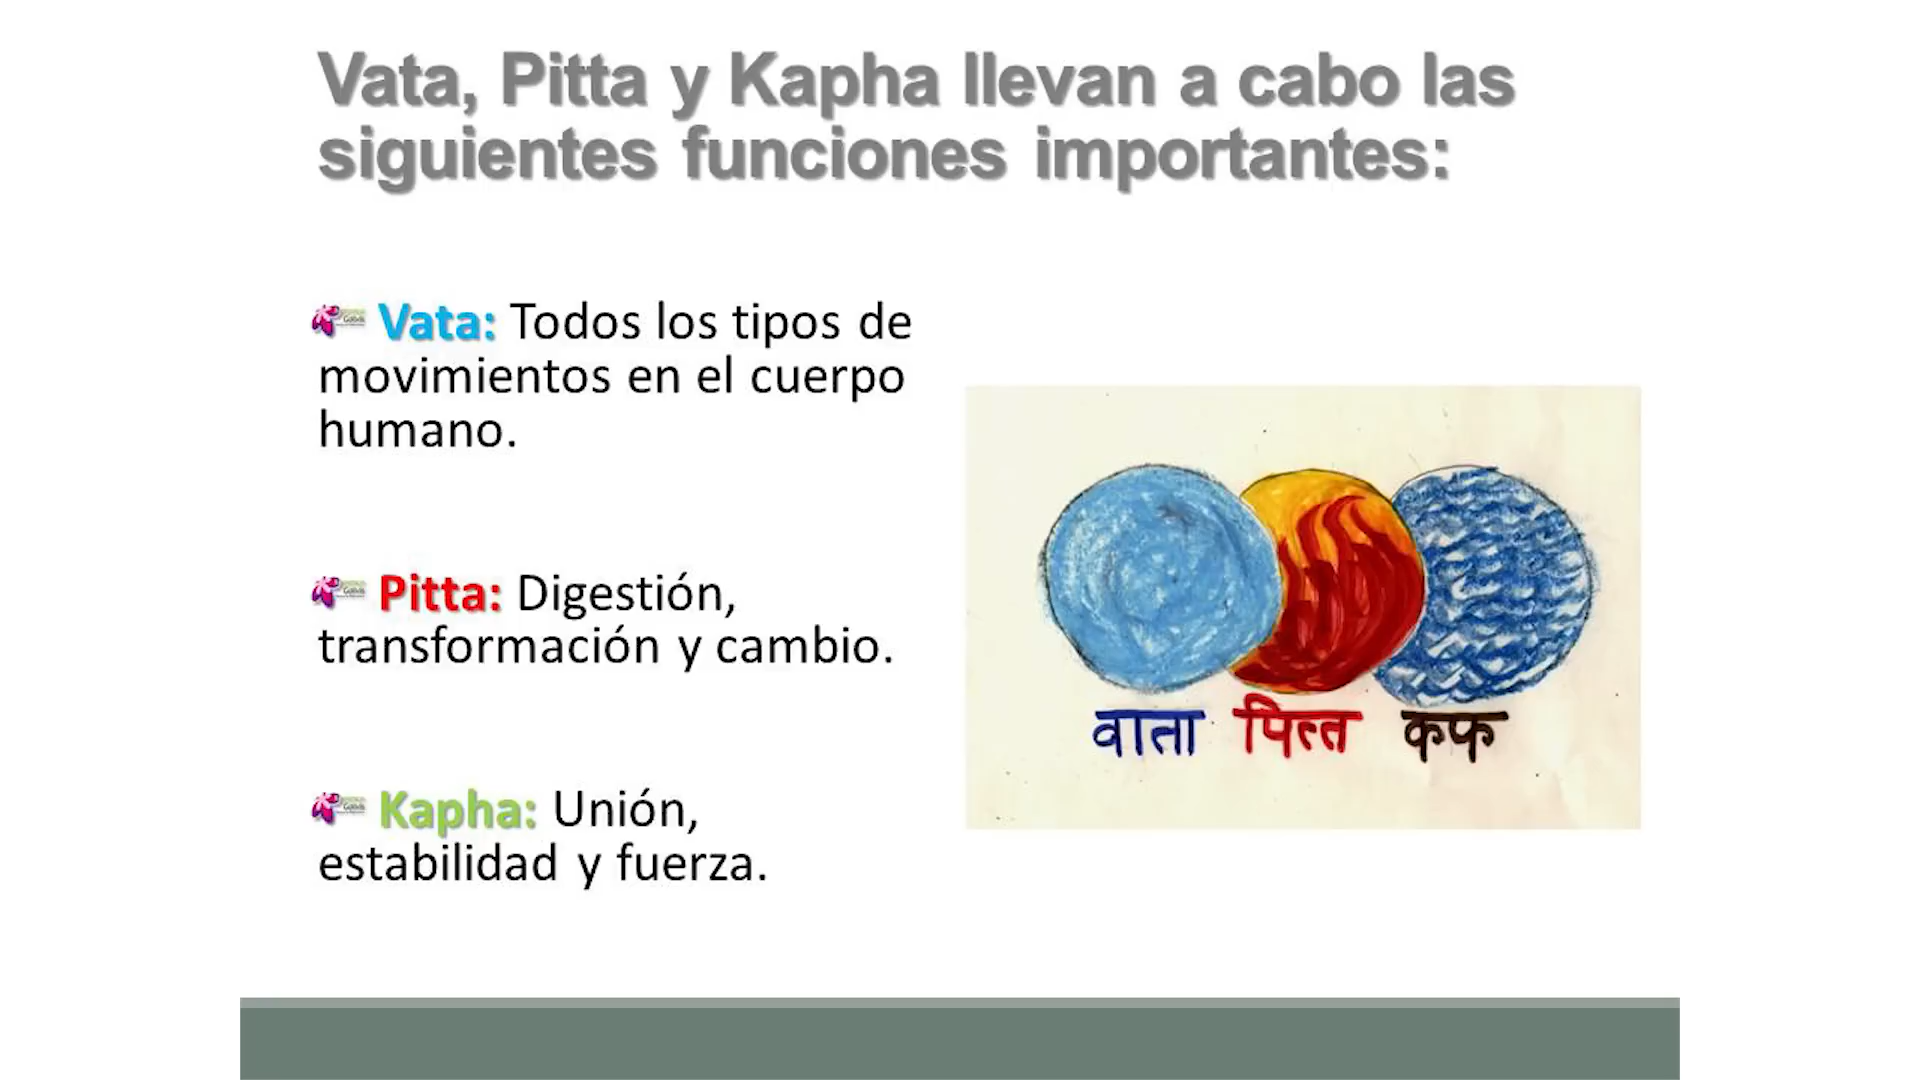 Vata, Pitta y Kapha llevan a cabo las
siguientes funciones importantes:
Vata: Todos los tipos de
movimientos en el cuerpo
humano.
Pitta: Digestión,
transformación y cambio.
Kapha: Unión,
estabilidad y fuerza.
वाता पित्त कफ